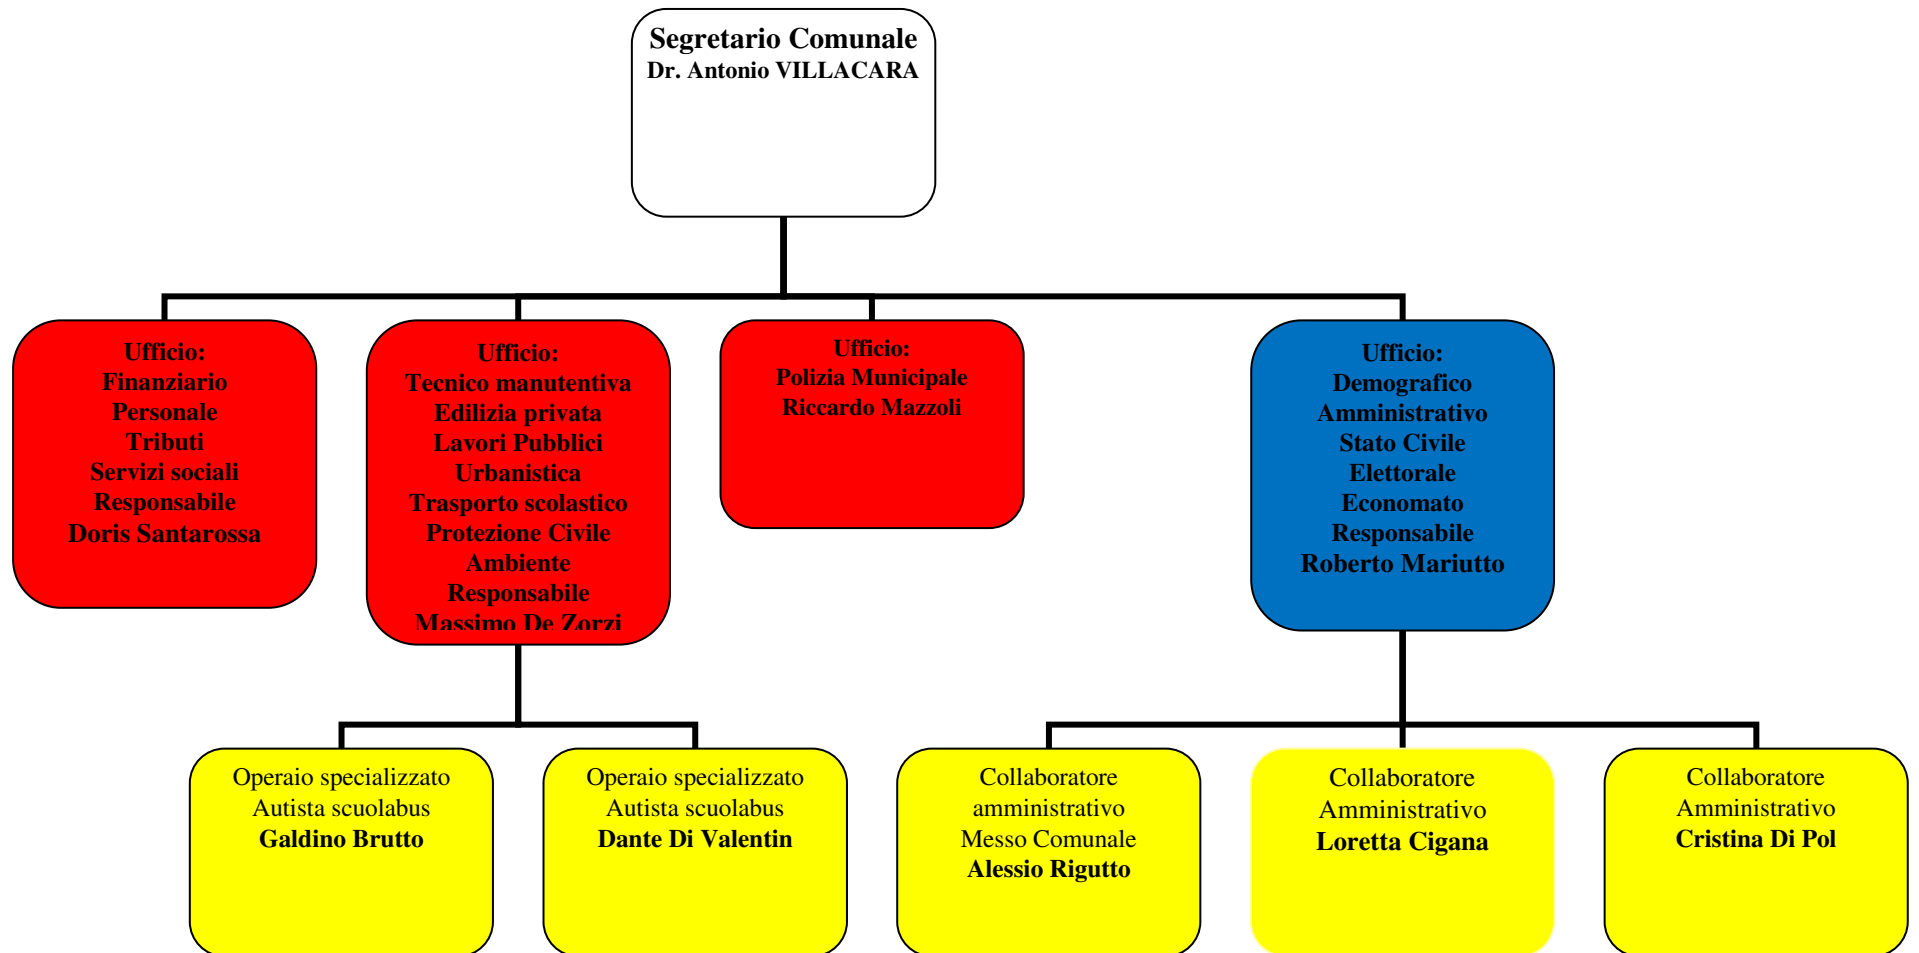 Segretario Comunale
Dr. Antonio VILLACARA
Ufficio:
Finanziario
Personale
Tributi
Servizi sociali
Responsabile
Doris Santarossa
Ufficio:
Tecnico manutentiva
Edilizia privata
Lavori Pubblici
Urbanistica
Trasporto scolastico
Protezione Civile
Ambiente
Responsabile
Massimo De Zorzi
Ufficio:
Polizia Municipale
Riccardo Mazzoli
Ufficio:
Demografico
Amministrativo
Stato Civile
Elettorale
Economato
Responsabile
Roberto Mariutto
Operaio specializzato
Autista scuolabus
Galdino Brutto
Operaio specializzato
Autista scuolabus
Dante Di Valentin
Collaboratore
amministrativo
Messo Comunale
Alessio Rigutto
Collaboratore
Amministrativo
Loretta Cigana
Collaboratore
Amministrativo
Cristina Di Pol